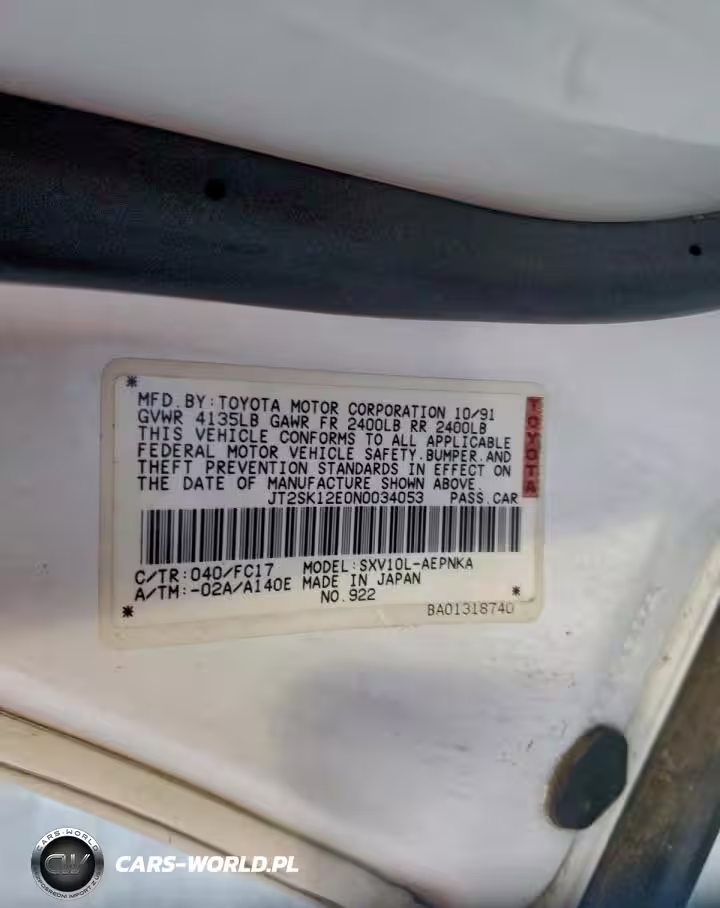 *
MFD.BY:TOYOTA MOTOR CORPORATION 10/91
GVWR 4135LB GAWR FR 2400LB RR 2400LB
THIS VEHICLE CONFORMS TO ALL APPLICABLE
FEDERAL MOTOR VEHICLE SAFETY.BUMPER.AND
THEFT PREVENTION STANDARDS IN EFFECT ON
THE DATE OF MANUFACTURE SHOWN ABOVE.
JT2SK12E0N0034053 PASS.CAR
TOYOTA
C/TR:040/FC17 MODEL:SXV10L-AEPNKA
A/TM:-02A/A140E MADE IN JAPAN
NO.922
* *
BA01318740
CARS-WORLD
CW
CARS-WORLD.PL